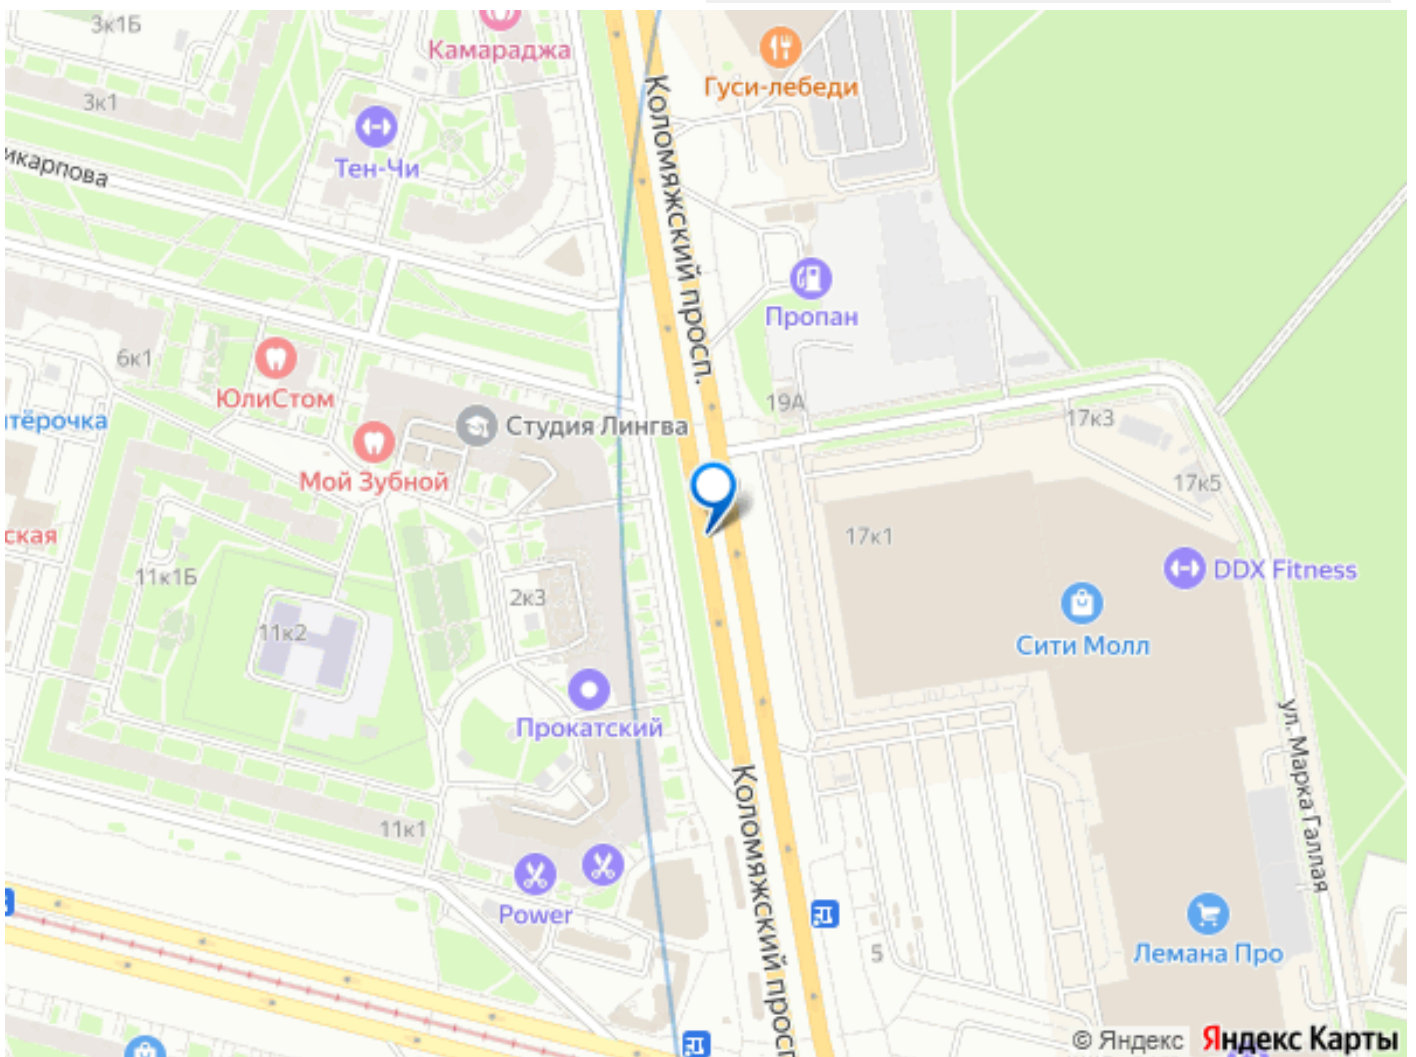 3к1Б
Камараджа
Гуси-лебеди
3к1
Тен-Чи
икарпова
Коломяжский просп.
Пропан
6к1
ЮлиСтом
тёрочка
19А
17к3
Студия Лингва
Мой Зубной
17к5
ская
17к1
11к1Б
DDX Fitness
2к3
11к2
Сити Молл
Прокатский
ул. Марка Галлая
Коломяжский просп
11к1
Power
5
Лемана Про
© Яндекс Яндекс Карты